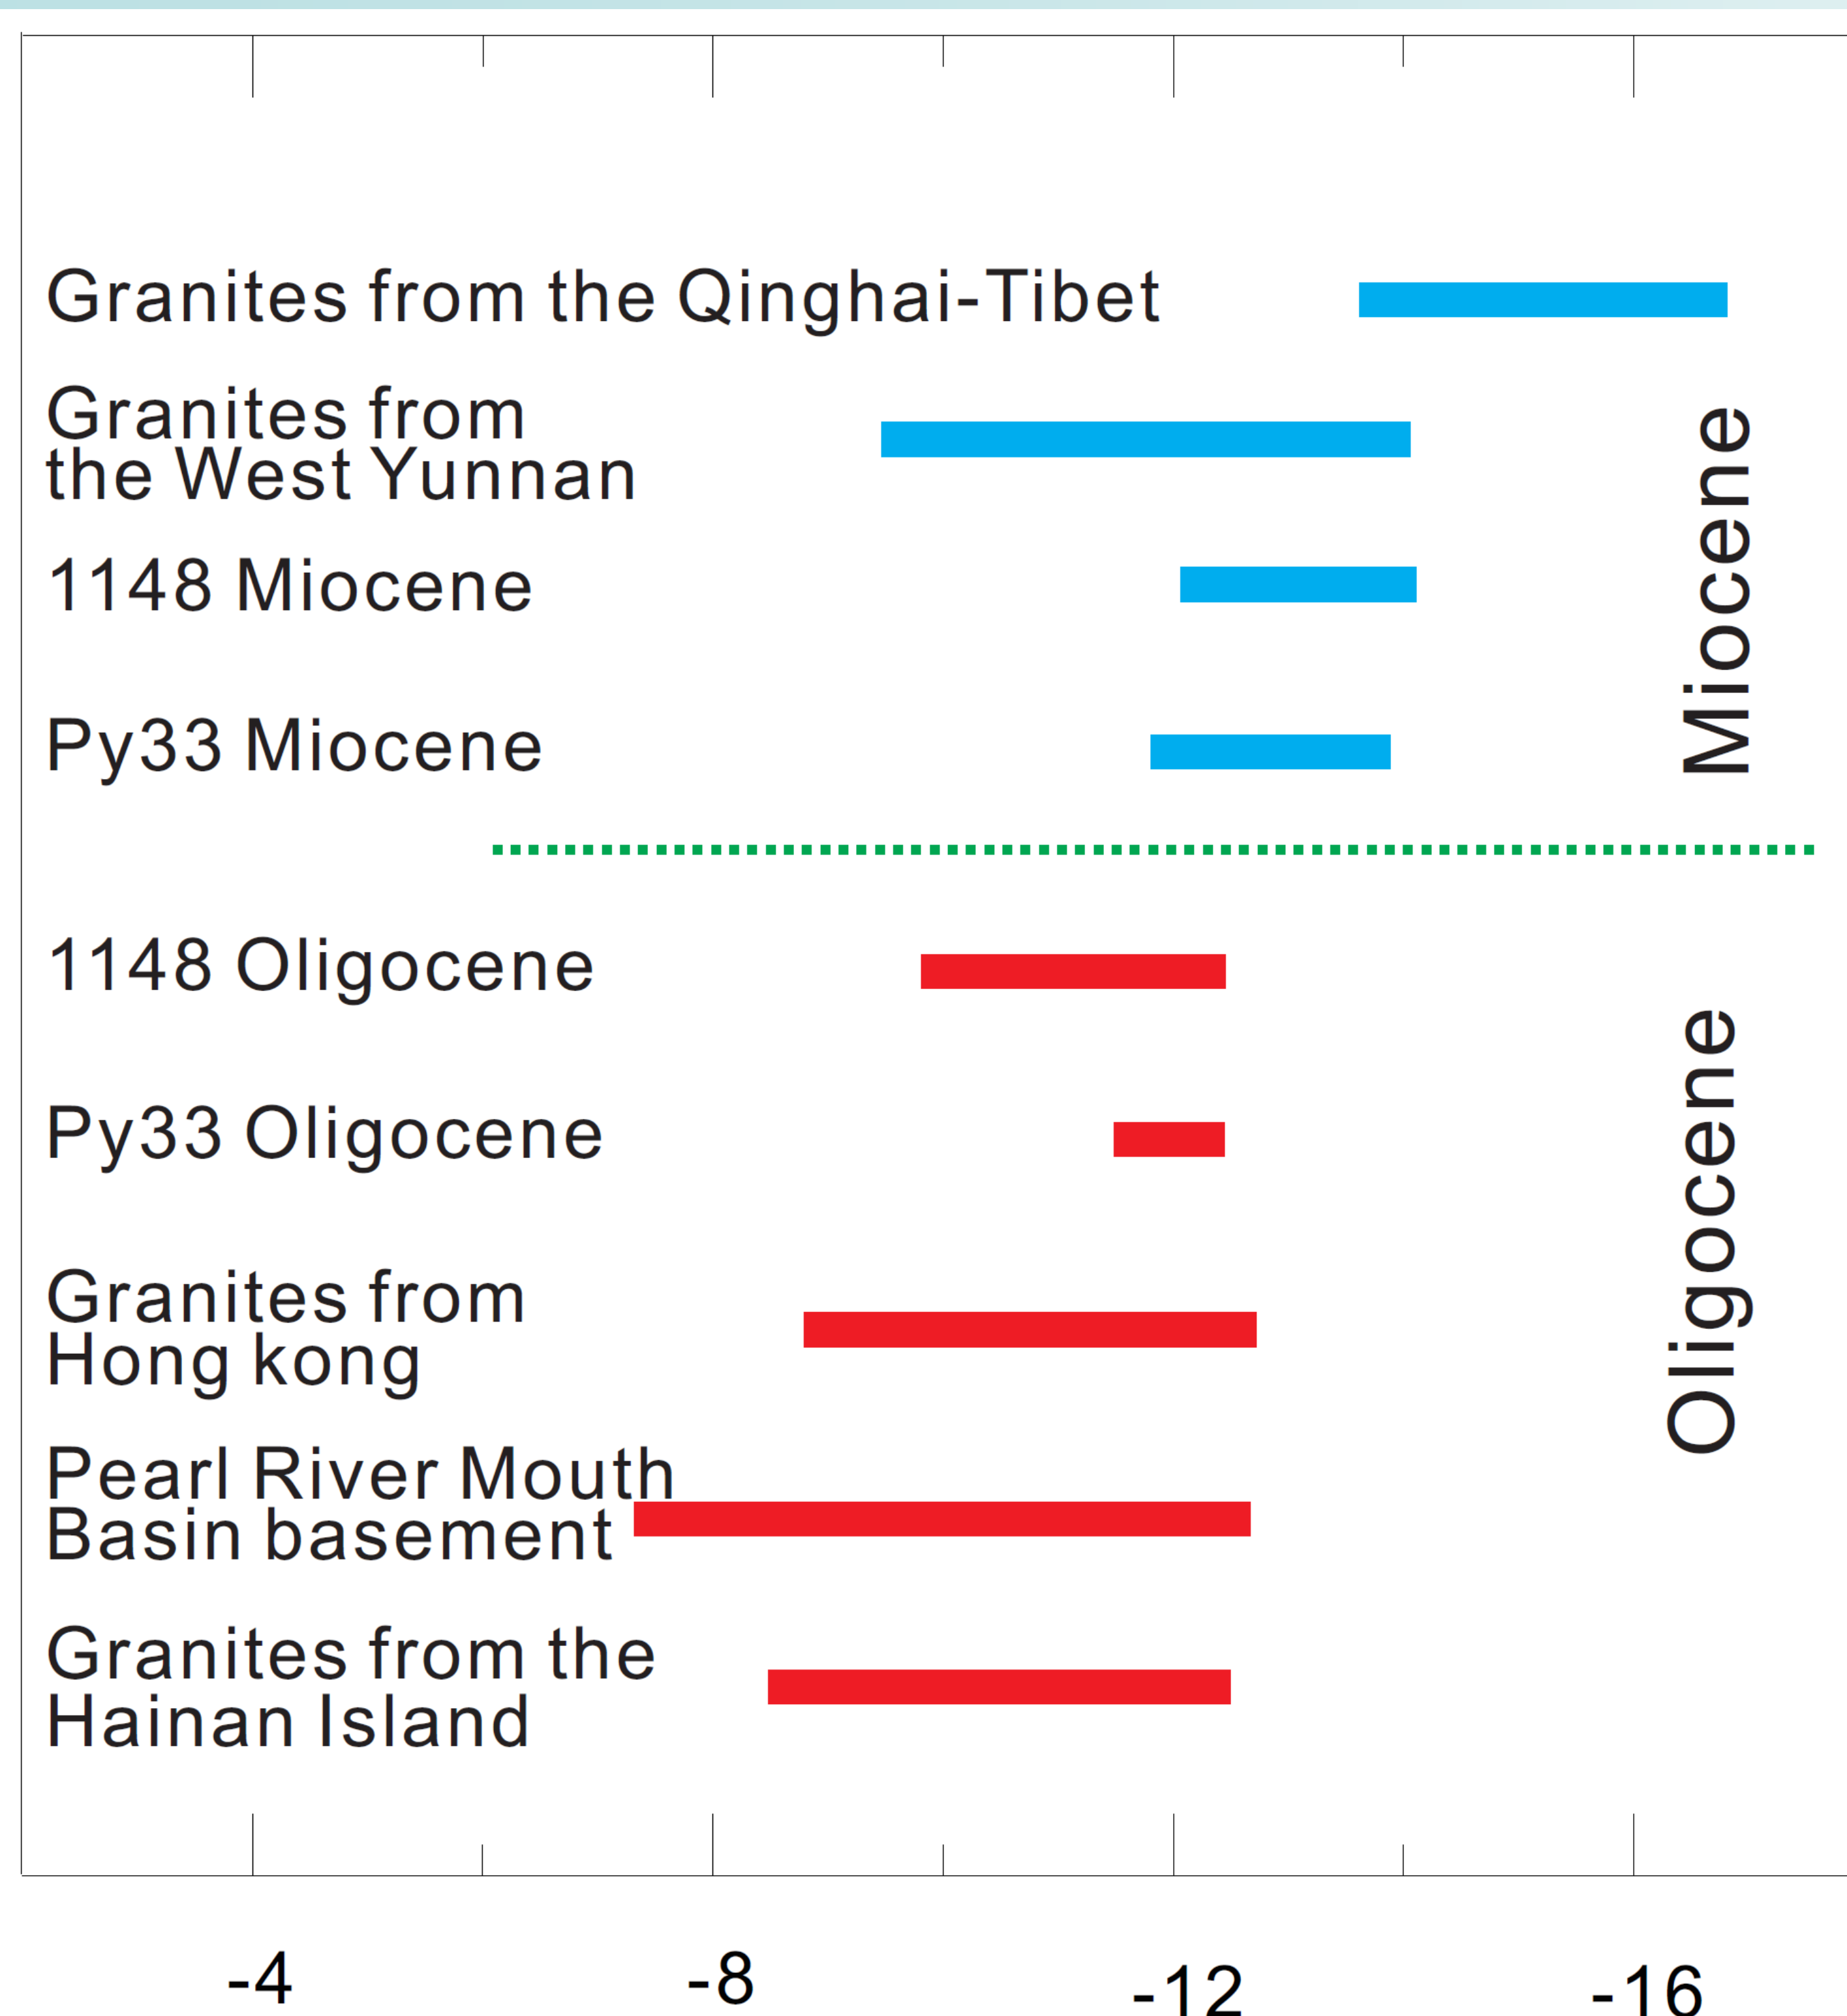 Granites from the Qinghai-Tibet
Granites from
the West Yunnan
1148 Miocene
Py33 Miocene
Miocene
1148 Oligocene
Py33 Oligocene
Granites from
Hong kong
Pearl River Mouth
Basin basement
Granites from the
Hainan Island
Oligocene
-4
-8
-12
-16